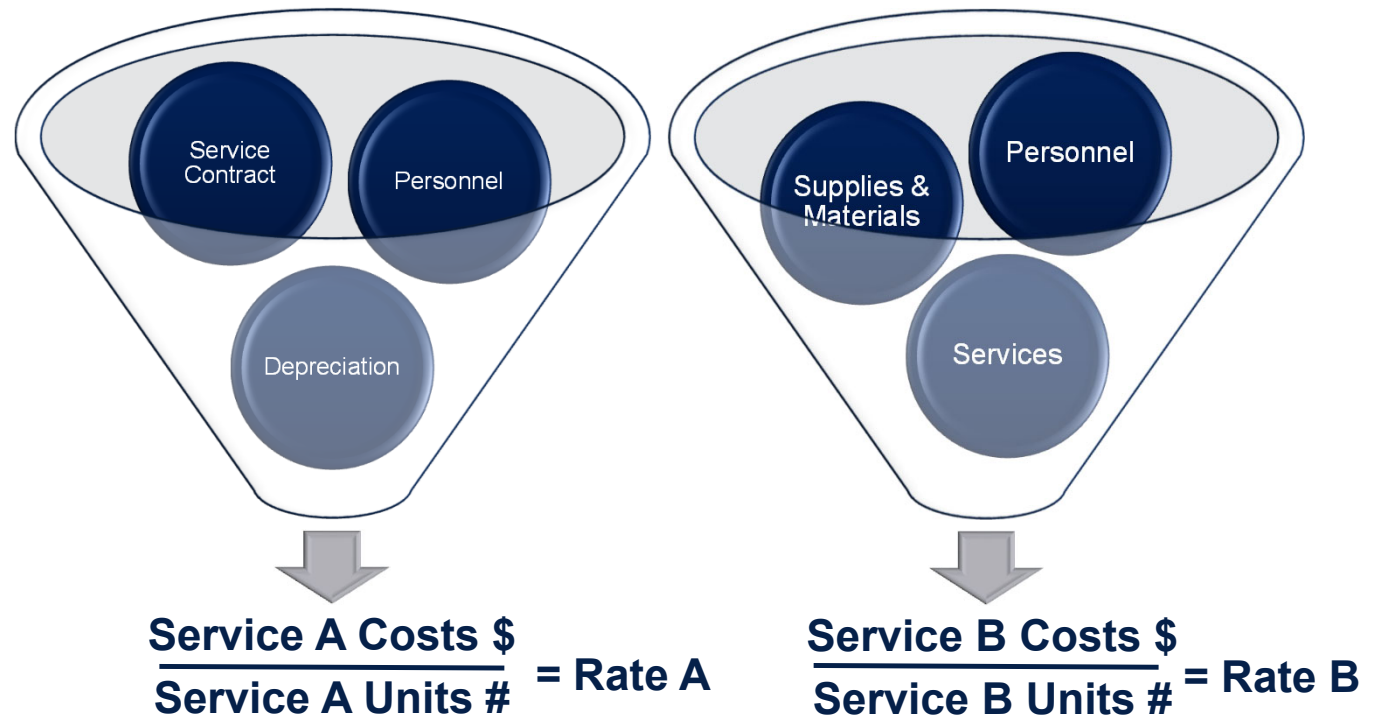 Service
Contract
Personnel
Depreciation
Service A Costs $
Service A Units #
= Rate A
Supplies &
Materials
Personnel
Services
Service B Costs $
Service B Units #
= Rate B